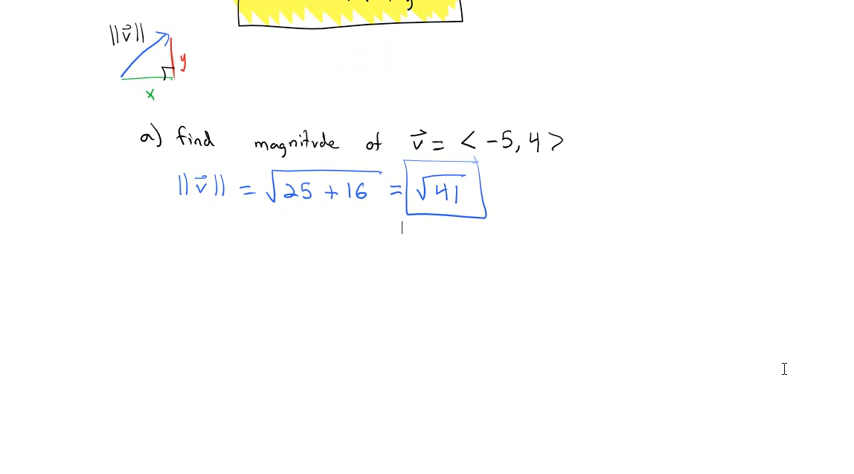 ||v⃗||
y
x
a) find magnitude of v⃗ = < -5, 4 >
||v⃗|| = √25 + 16 = √41